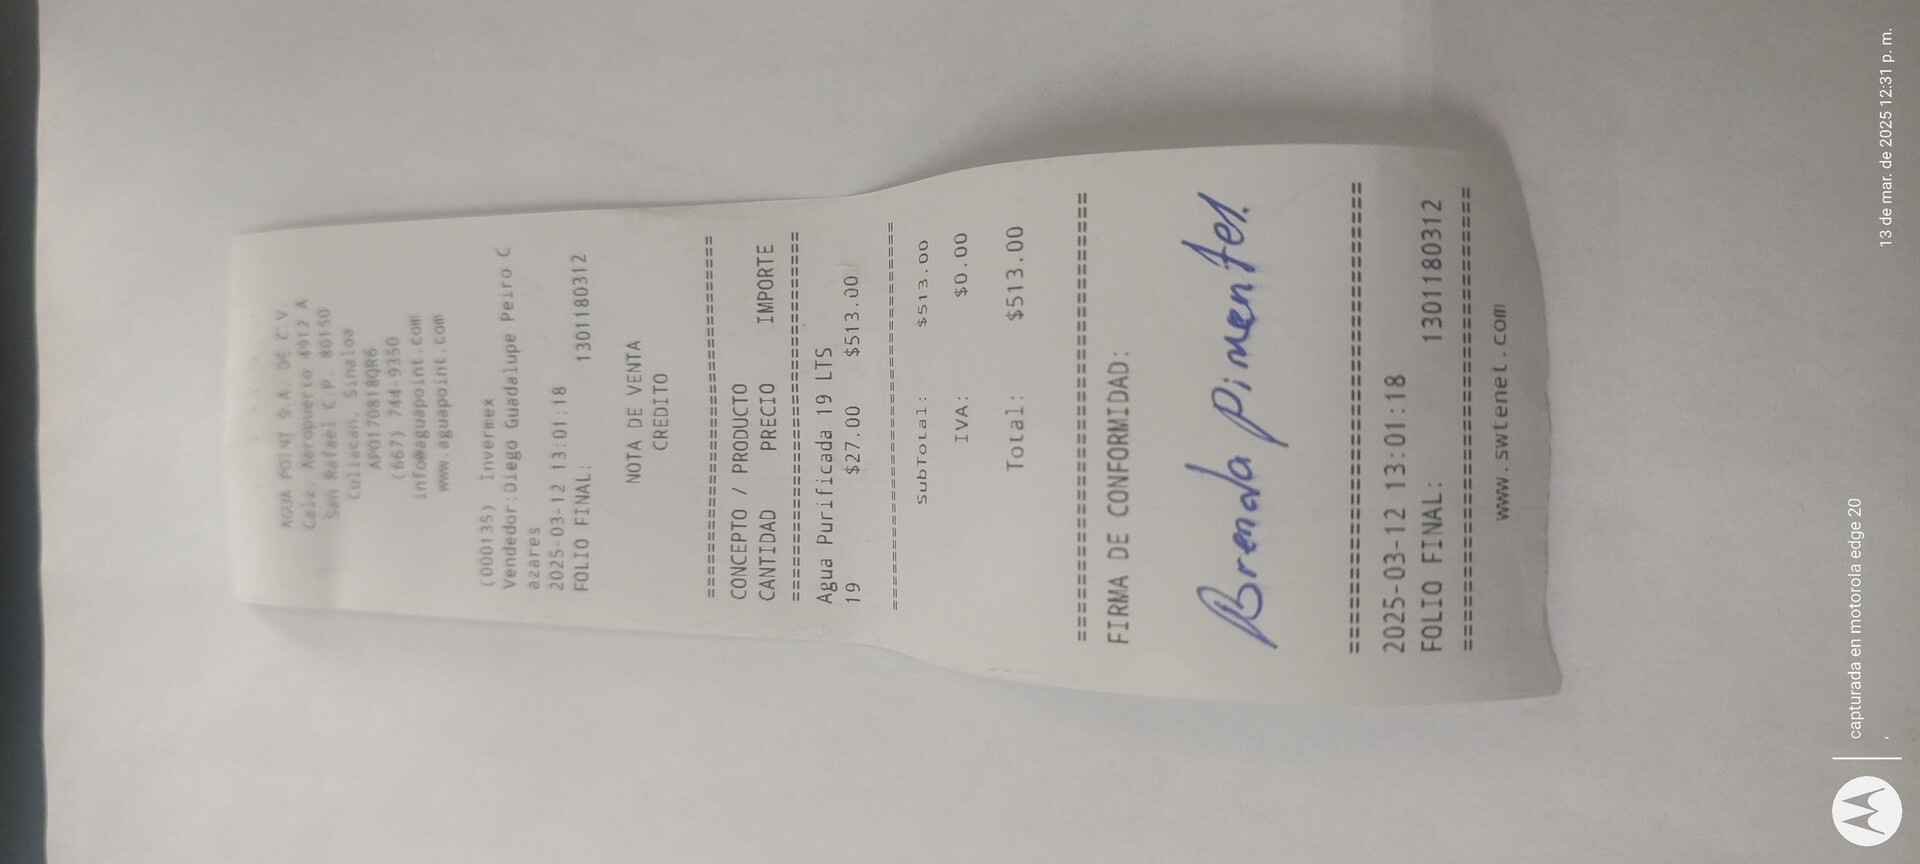 AGUA POINT S.A. DE C.V.
Calz. Aeropuerto 4912 A
San Rafael C.P. 80150
Culiacan, Sinaloa
APO170818QR6
(667) 744-9350
info@aguapoint.com
www.aguapoint.com
(000135) Invermex
Vendedor:Diego Guadalupe Peiro C
azares
2025-03-12 13:01:18
FOLIO FINAL: 1301180312
NOTA DE VENTA
CREDITO
================================
CONCEPTO / PRODUCTO
CANTIDAD PRECIO IMPORTE
================================
Agua Purificada 19 LTS
19 $27.00 $513.00
================================
SubTotal: $513.00
IVA: $0.00
Total: $513.00
================================
FIRMA DE CONFORMIDAD:
Brenda Pimentel.
================================
2025-03-12 13:01:18
FOLIO FINAL: 1301180312
================================
www.swtenet.com
capturada en motorola edge 20
,
13 de mar. de 2025 12:31 p. m.